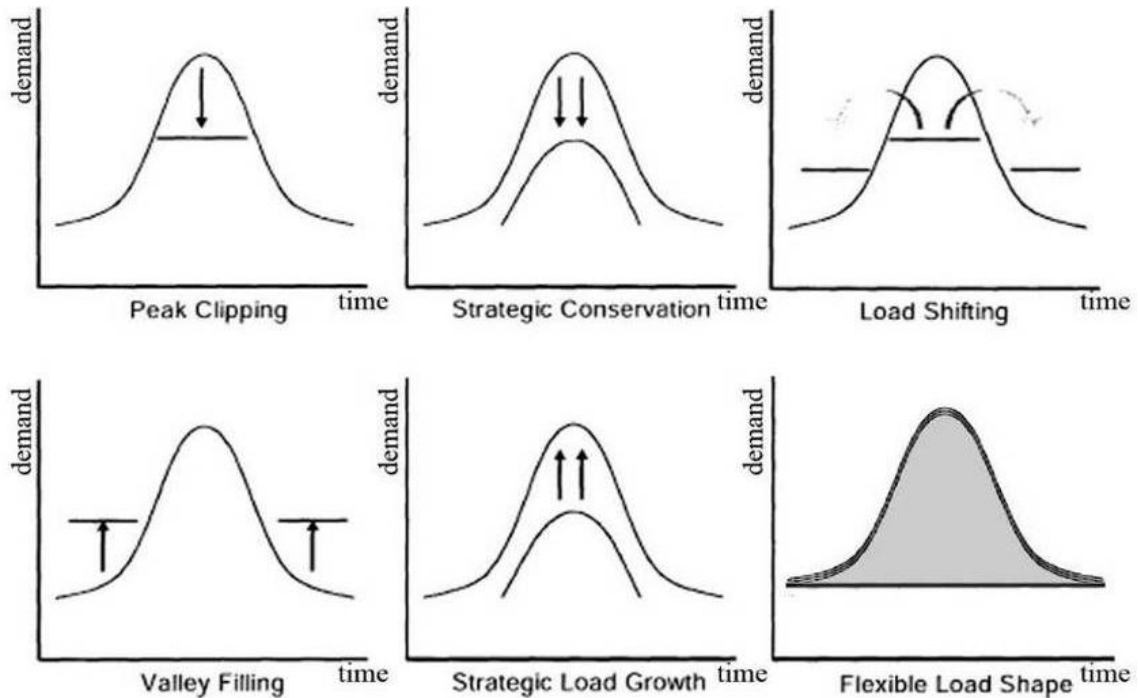 demand
time
Peak Clipping
demand
time
Strategic Conservation
demand
time
Load Shifting
demand
time
Valley Filling
demand
time
Strategic Load Growth
demand
time
Flexible Load Shape